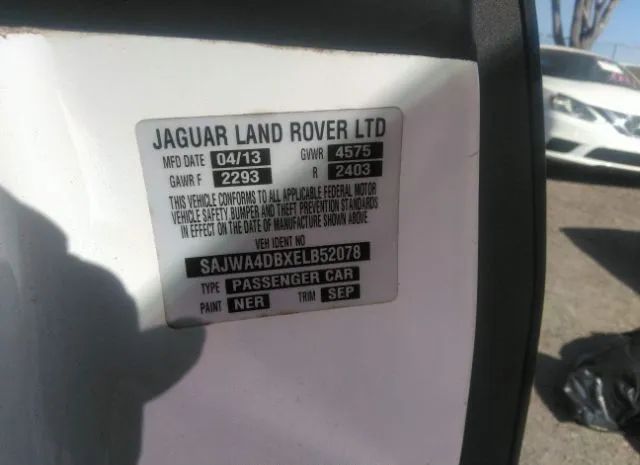 JAGUAR LAND ROVER LTD
MFD DATE 04/13 GVWR 4575
GAWR F 2293 R 2403
THIS VEHICLE CONFORMS TO ALL APPLICABLE FEDERAL MOTOR
VEHICLE SAFETY, BUMPER AND THEFT PREVENTION STANDARDS
IN EFFECT ON THE DATE OF MANUFACTURE SHOWN ABOVE
VEH IDENT NO
SAJWA4DBXELB52078
TYPE PASSENGER CAR
PAINT NER TRIM SEP